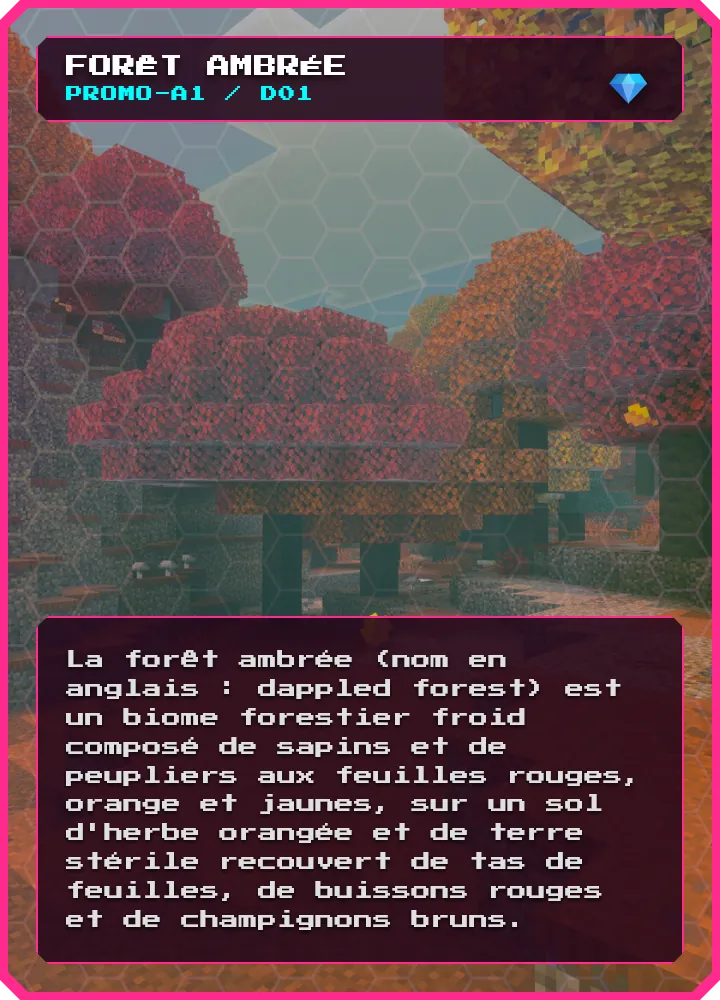 FORÊT AMBRÉE
PROMO-A1 / D01
La forêt ambrée (nom en
anglais : dappled forest) est
un biome forestier froid
composé de sapins et de
peupliers aux feuilles rouges,
orange et jaunes, sur un sol
d'herbe orangée et de terre
stérile recouvert de tas de
feuilles, de buissons rouges
et de champignons bruns.